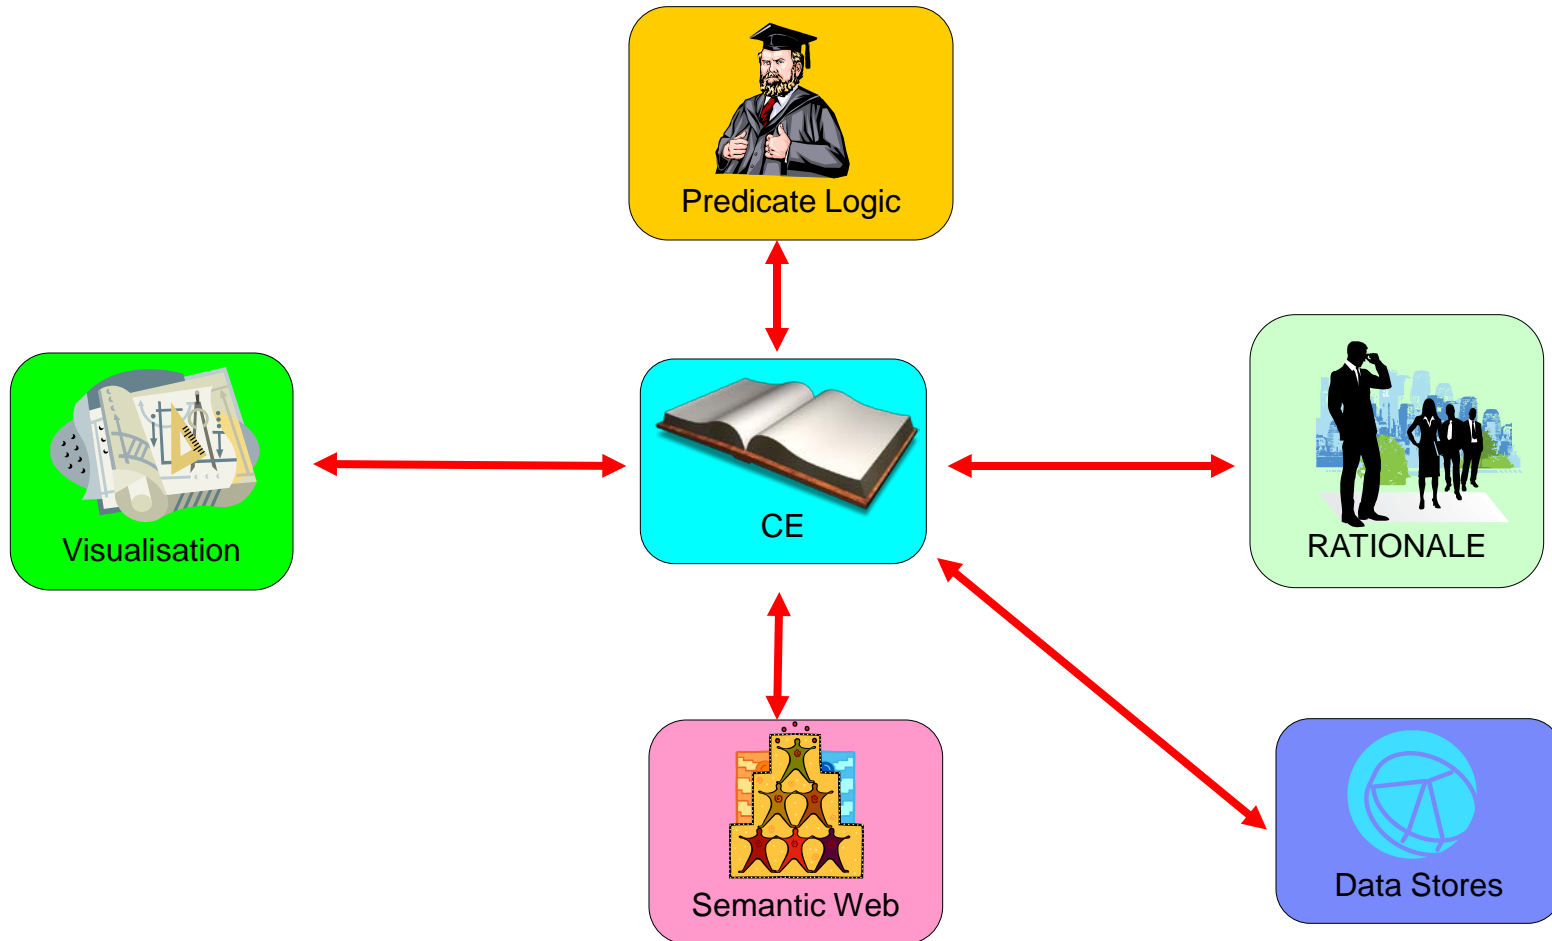 Predicate Logic
Visualisation
CE
RATIONALE
Semantic Web
Data Stores